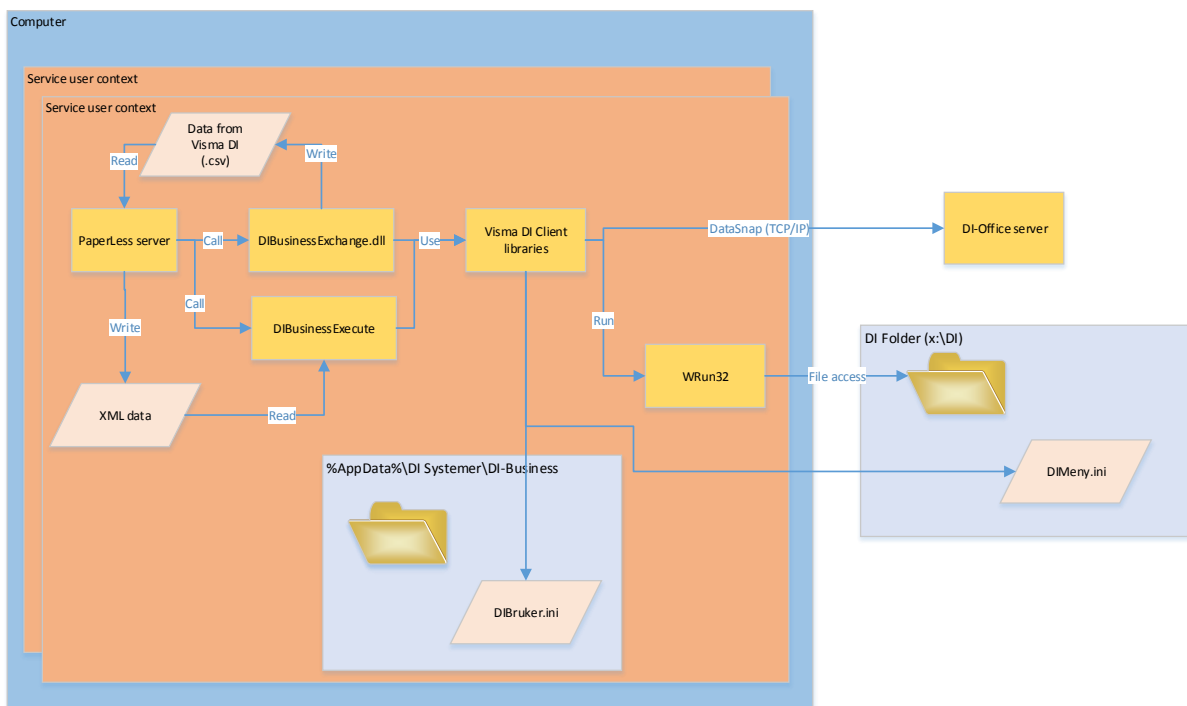 Computer
Service user context
Service user context
Data from
Visma DI
(.csv)
Read
Write
PaperLess server
Call
DIBusinessExchange.dll
Use
Visma DI Client
libraries
DataSnap (TCP/IP)
DI-Office server
Call
Write
DIBusinessExecute
Run
DI Folder (x:\DI)
WRun32
File access
XML data
Read
%AppData%\DI Systemer\DI-Business
DIMeny.ini
DIBruker.ini